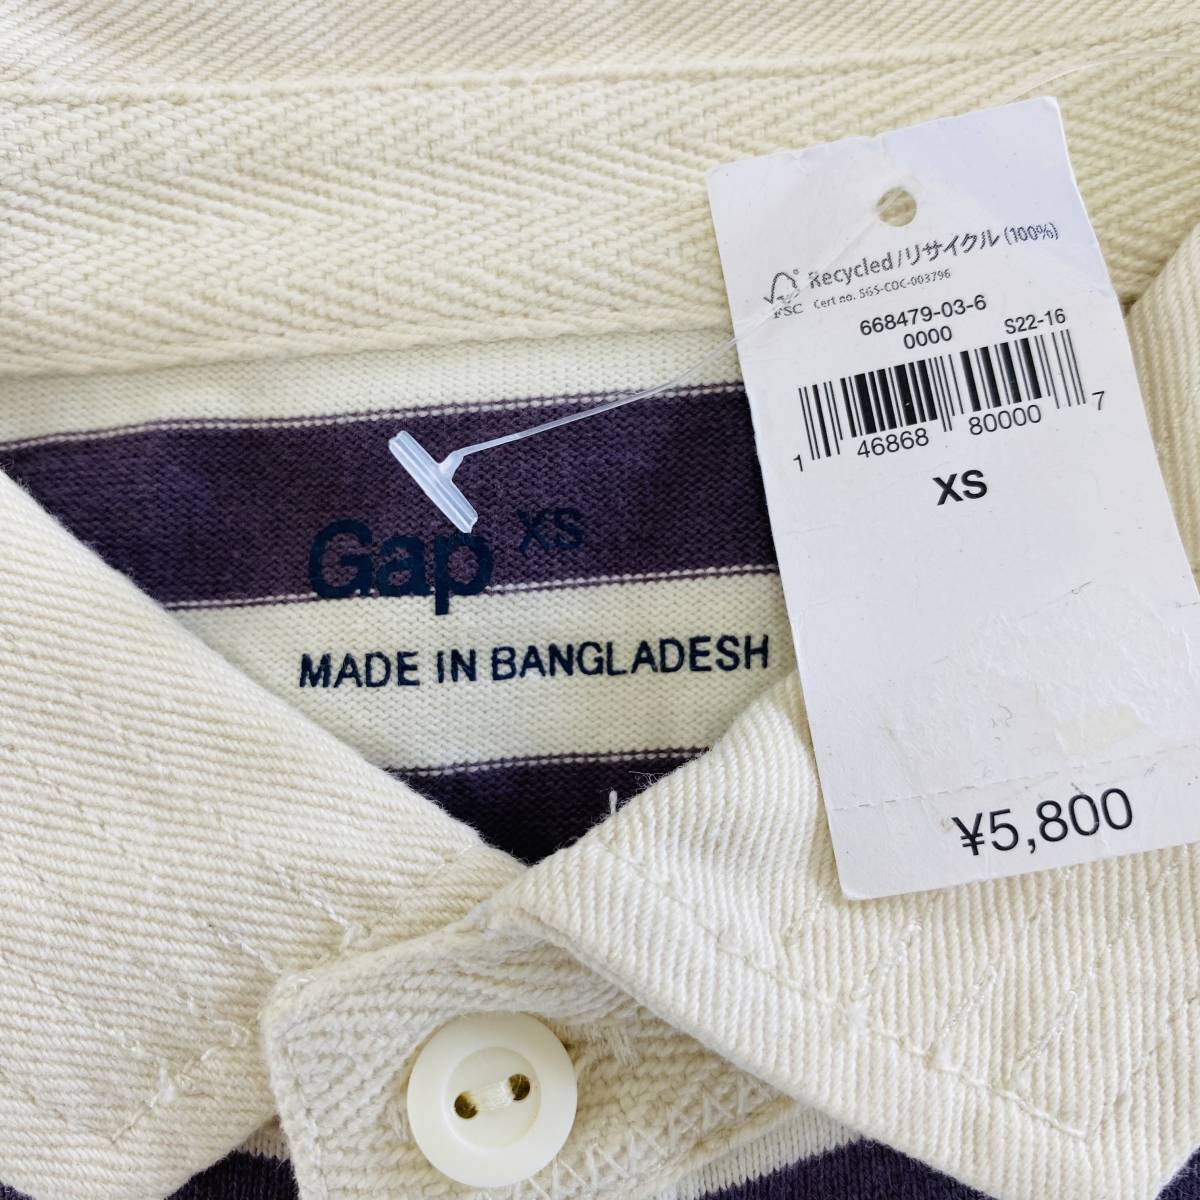 Recycled/リサイクル (100%)
FSC Cert no. SGS-COC-003796
668479-03-6
0000 S22-16
1 46868 80000 7
XS
¥5,800
Gap XS
MADE IN BANGLADESH